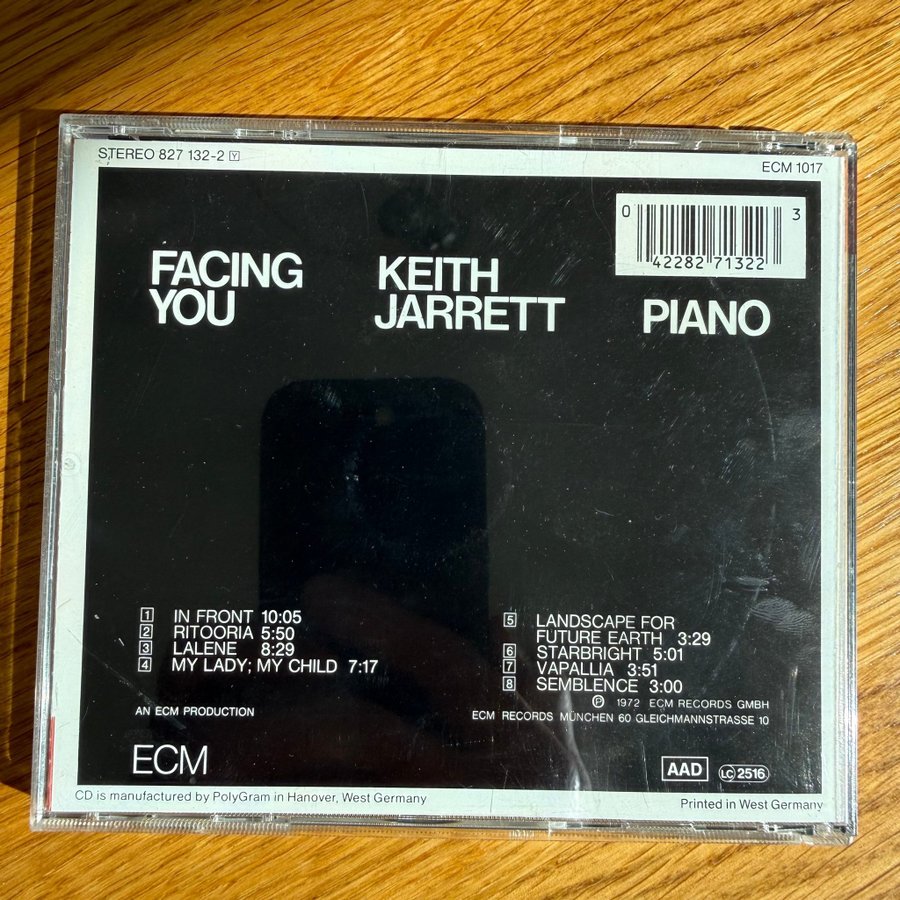 STEREO 827 132-2 Y
ECM 1017
0 42282 71322 3
FACING
YOU
KEITH
JARRETT
PIANO
1 IN FRONT 10:05
2 RITOORIA 5:50
3 LALENE 8:29
4 MY LADY; MY CHILD 7:17
5 LANDSCAPE FOR
FUTURE EARTH 3:29
6 STARBRIGHT 5:01
7 VAPALLIA 3:51
8 SEMBLENCE 3:00
℗ 1972 ECM RECORDS GMBH
AN ECM PRODUCTION
ECM RECORDS MÜNCHEN 60 GLEICHMANNSTRASSE 10
ECM
AAD
LC 2516
CD is manufactured by PolyGram in Hanover, West Germany
Printed in West Germany